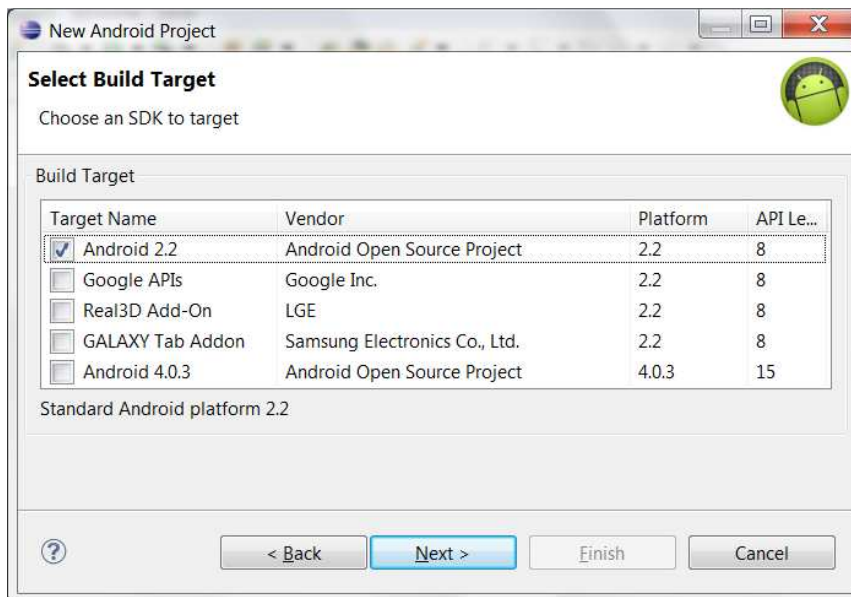 New Android Project
Select Build Target
Choose an SDK to target
Build Target
Target Name Vendor Platform API Le...
Android 2.2 Android Open Source Project 2.2 8
Google APIs Google Inc. 2.2 8
Real3D Add-On LGE 2.2 8
GALAXY Tab Addon Samsung Electronics Co., Ltd. 2.2 8
Android 4.0.3 Android Open Source Project 4.0.3 15
Standard Android platform 2.2
? < Back Next > Finish Cancel